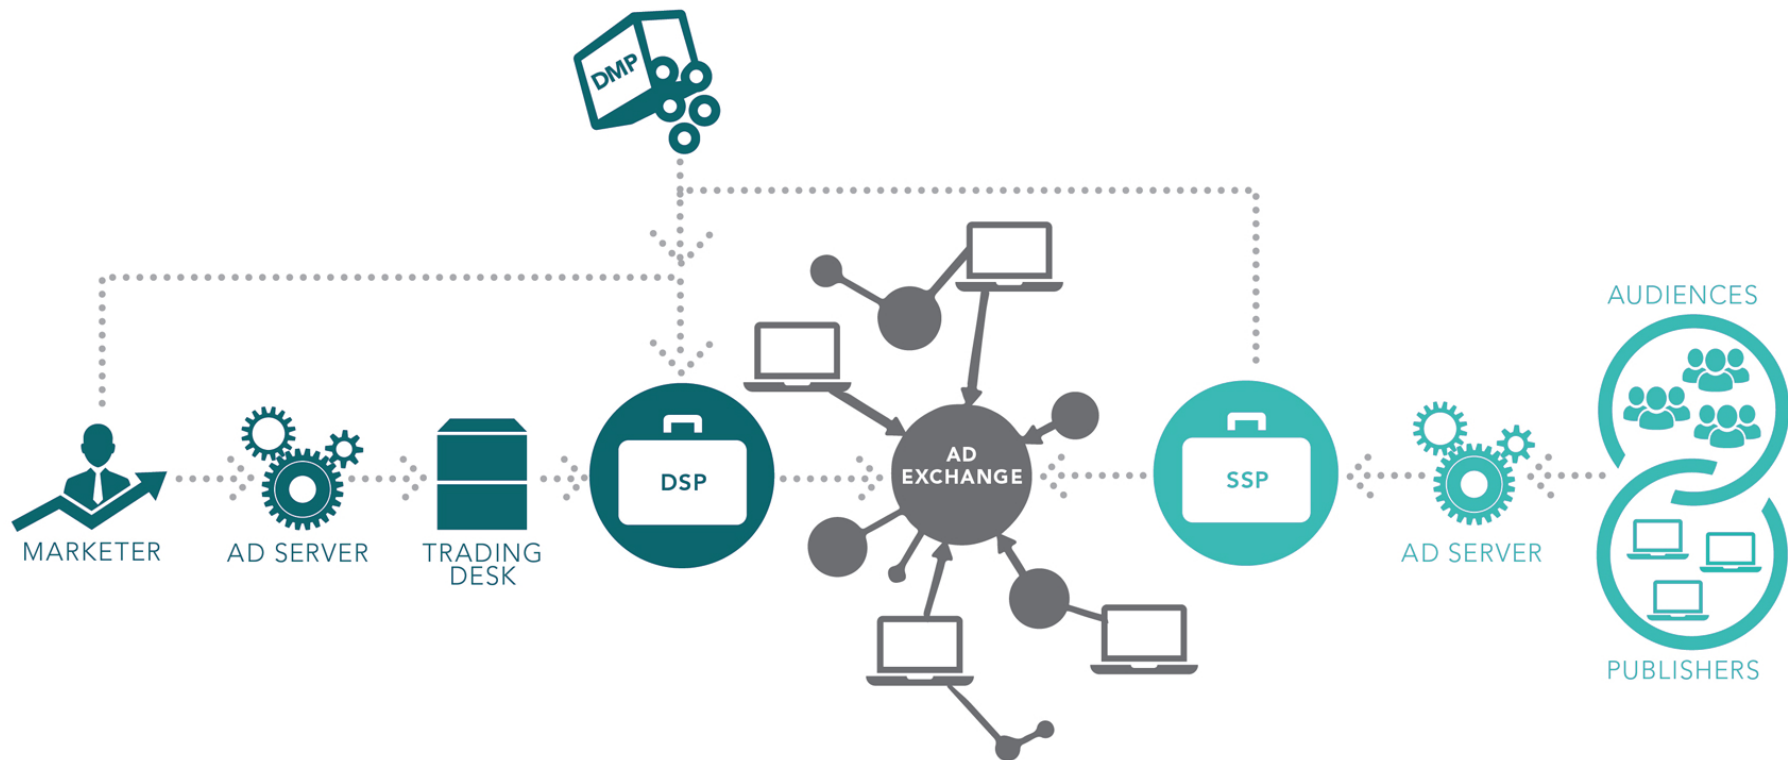 DMP
AUDIENCES
AD
EXCHANGE
DSP
SSP
MARKETER
AD SERVER
TRADING
DESK
AD SERVER
PUBLISHERS